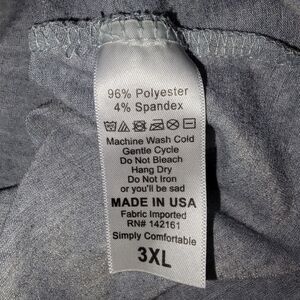 96% Polyester
4% Spandex
Machine Wash Cold
Gentle Cycle
Do Not Bleach
Hang Dry
Do Not Iron
or you'll be sad
MADE IN USA
Fabric Imported
RN# 142161
Simply Comfortable
3XL